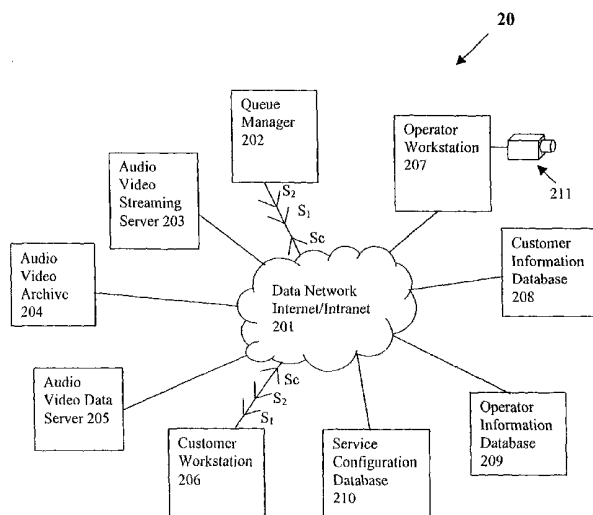 20
Queue
Manager
202
Operator
Workstation
207
211
Audio
Video
Streaming
Server 203
S2
S1
Sc
Customer
Information
Database
208
Audio
Video
Archive
204
Data Network
Internet/Intranet
201
Audio
Video Data
Server 205
Sc
S2
S1
Customer
Workstation
206
Service
Configuration
Database
210
Operator
Information
Database
209